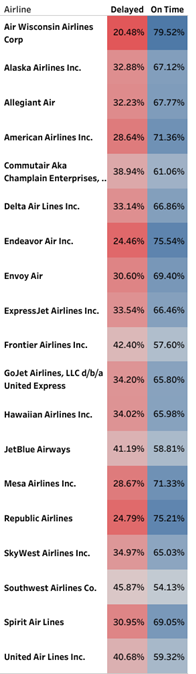 Airline Delayed On Time
Air Wisconsin Airlines 20.48% 79.52%
Corp
Alaska Airlines Inc. 32.88% 67.12%
Allegiant Air 32.23% 67.77%
American Airlines Inc. 28.64% 71.36%
Commutair Aka 38.94% 61.06%
Champlain Enterprises, ..
Delta Air Lines Inc. 33.14% 66.86%
Endeavor Air Inc. 24.46% 75.54%
Envoy Air 30.60% 69.40%
ExpressJet Airlines Inc. 33.54% 66.46%
Frontier Airlines Inc. 42.40% 57.60%
GoJet Airlines, LLC d/b/a 34.20% 65.80%
United Express
Hawaiian Airlines Inc. 34.02% 65.98%
JetBlue Airways 41.19% 58.81%
Mesa Airlines Inc. 28.67% 71.33%
Republic Airlines 24.79% 75.21%
SkyWest Airlines Inc. 34.97% 65.03%
Southwest Airlines Co. 45.87% 54.13%
Spirit Air Lines 30.95% 69.05%
United Air Lines Inc. 40.68% 59.32%